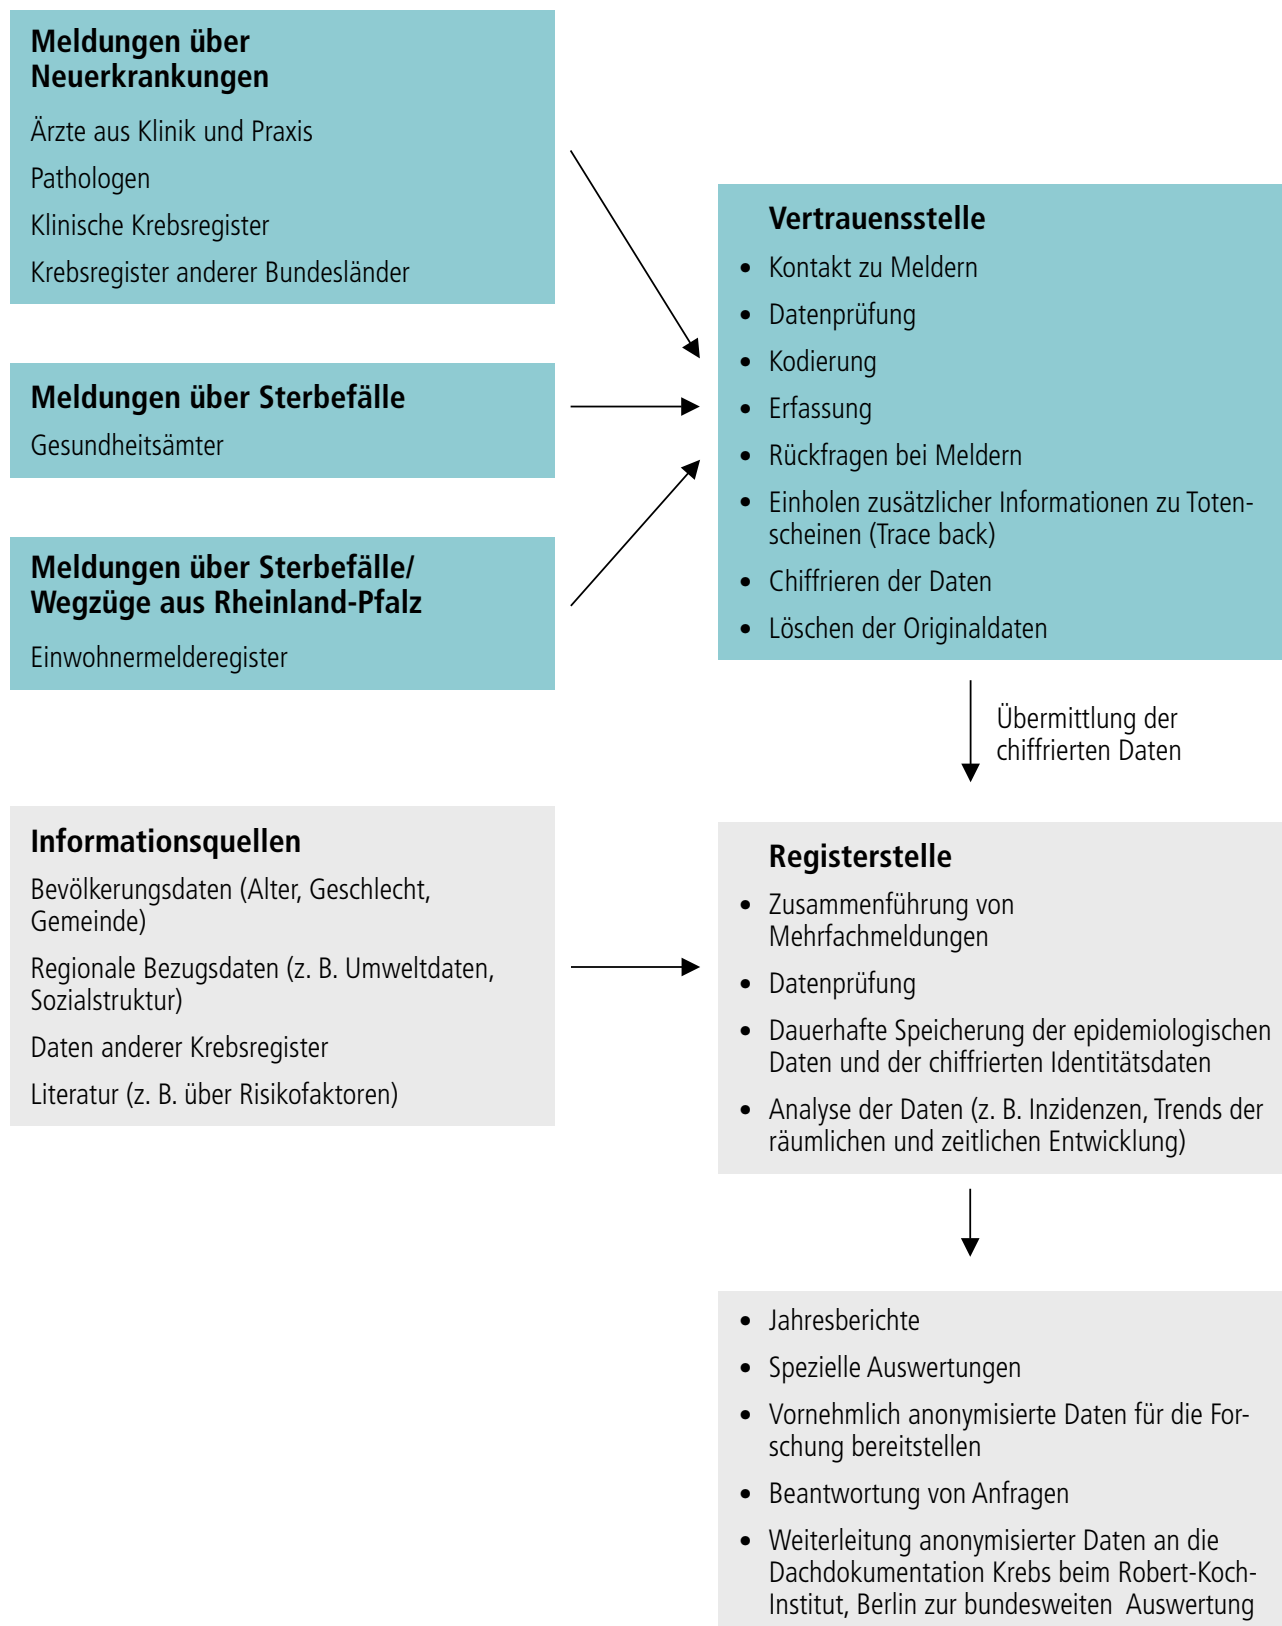 Meldungen über
Neuerkrankungen
Ärzte aus Klinik und Praxis
Pathologen
Klinische Krebsregister
Krebsregister anderer Bundesländer
Meldungen über Sterbefälle
Gesundheitsämter
Meldungen über Sterbefälle/
Wegzüge aus Rheinland-Pfalz
Einwohnermelderegister
Vertrauensstelle
• Kontakt zu Meldern
• Datenprüfung
• Kodierung
• Erfassung
• Rückfragen bei Meldern
• Einholen zusätzlicher Informationen zu Toten-
scheinen (Trace back)
• Chiffrieren der Daten
• Löschen der Originaldaten
Übermittlung der
chiffrierten Daten
Informationsquellen
Bevölkerungsdaten (Alter, Geschlecht,
Gemeinde)
Regionale Bezugsdaten (z. B. Umweltdaten,
Sozialstruktur)
Daten anderer Krebsregister
Literatur (z. B. über Risikofaktoren)
Registerstelle
• Zusammenführung von
Mehrfachmeldungen
• Datenprüfung
• Dauerhafte Speicherung der epidemiologischen
Daten und der chiffrierten Identitätsdaten
• Analyse der Daten (z. B. Inzidenzen, Trends der
räumlichen und zeitlichen Entwicklung)
• Jahresberichte
• Spezielle Auswertungen
• Vornehmlich anonymisierte Daten für die For-
schung bereitstellen
• Beantwortung von Anfragen
• Weiterleitung anonymisierter Daten an die
Dachdokumentation Krebs beim Robert-Koch-
Institut, Berlin zur bundesweiten Auswertung